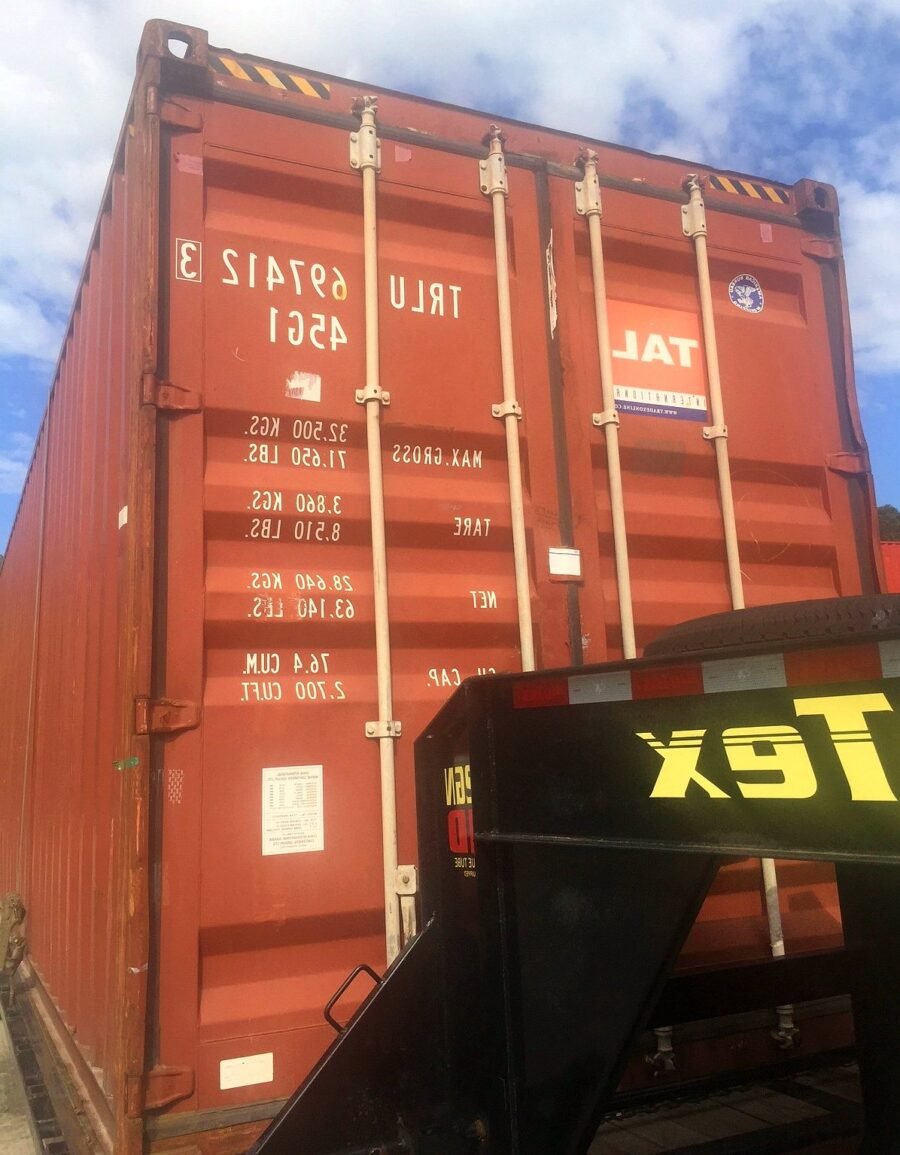 TRLU 697412 3
45G1
MAX.GROSS 32,500 KGS.
71,650 LBS.
TARE 3,860 KGS.
8,510 LBS.
NET 28,640 KGS.
63,140 LBS.
CU.CAP. 76.4 CU.M.
2,700 CU.FT.
TAL
INTERNATIONAL
Tex